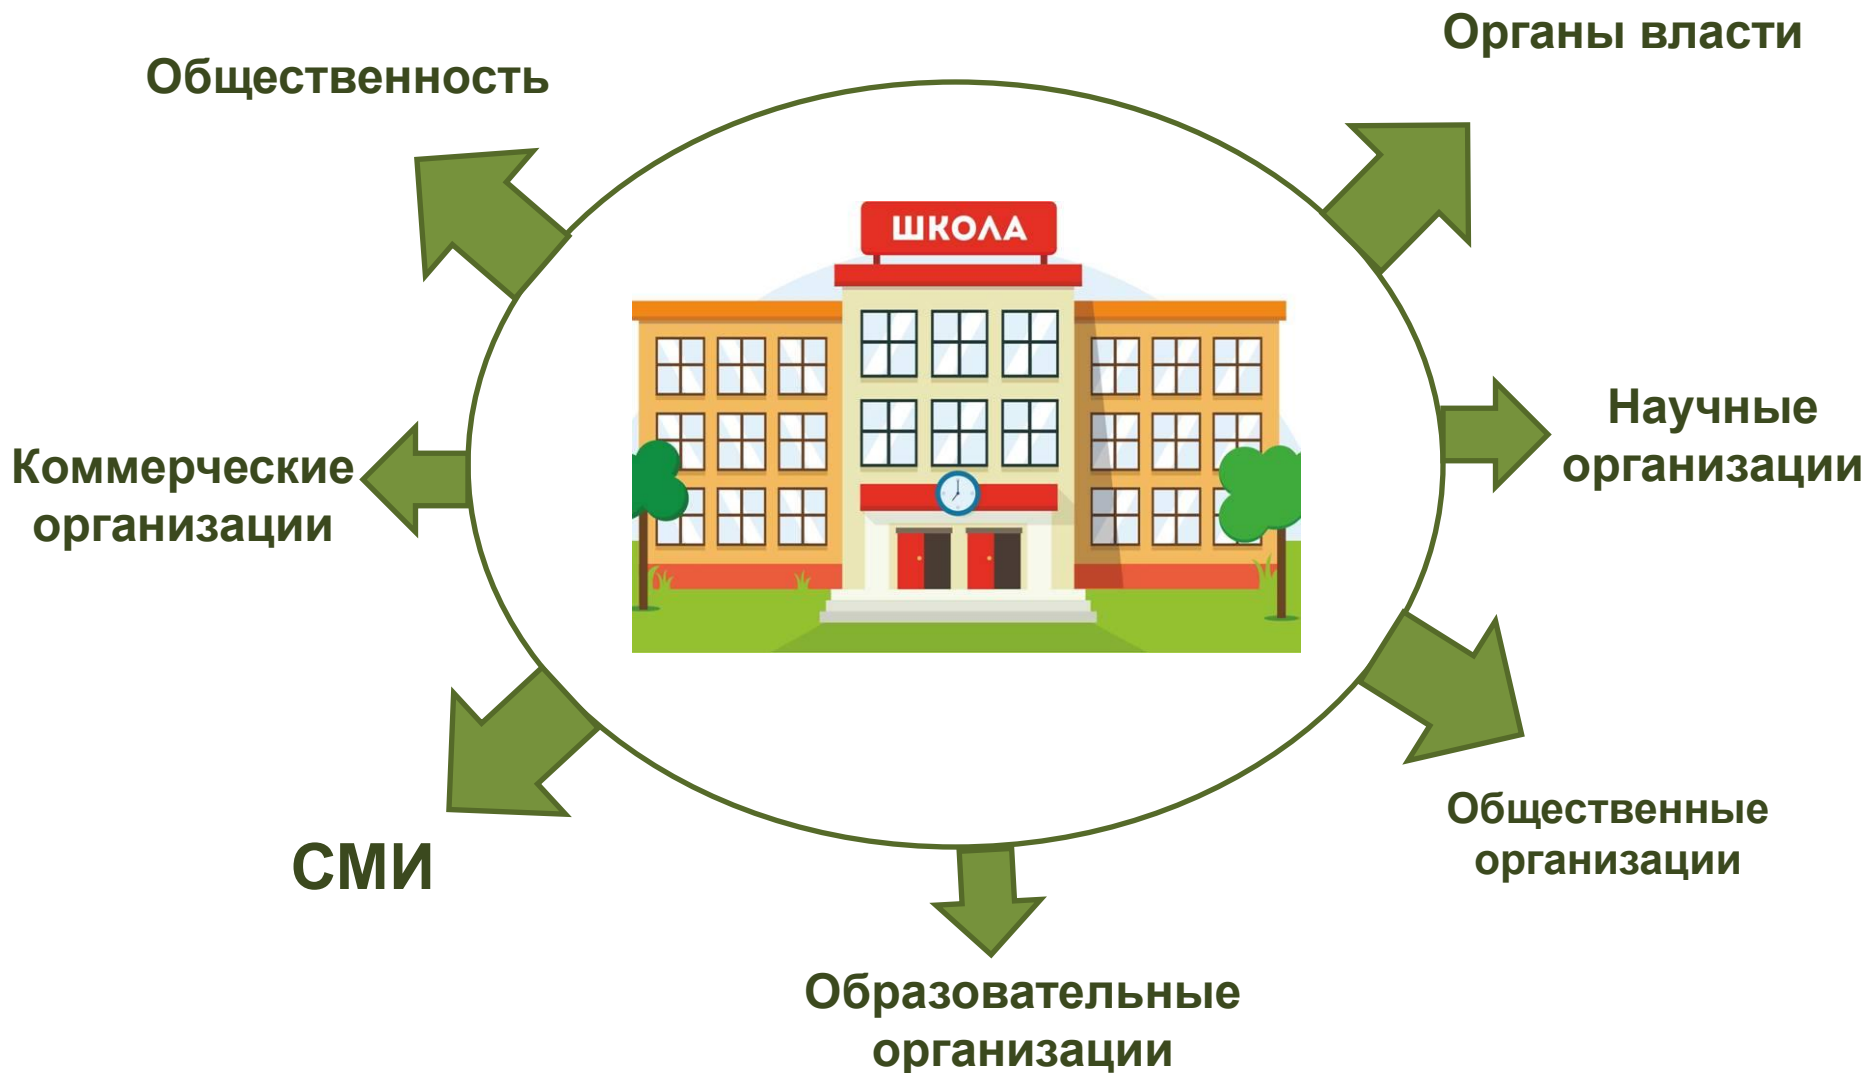 Органы власти
Общественность
ШКОЛА
Научные
организации
Коммерческие
организации
Общественные
организации
СМИ
Образовательные
организации